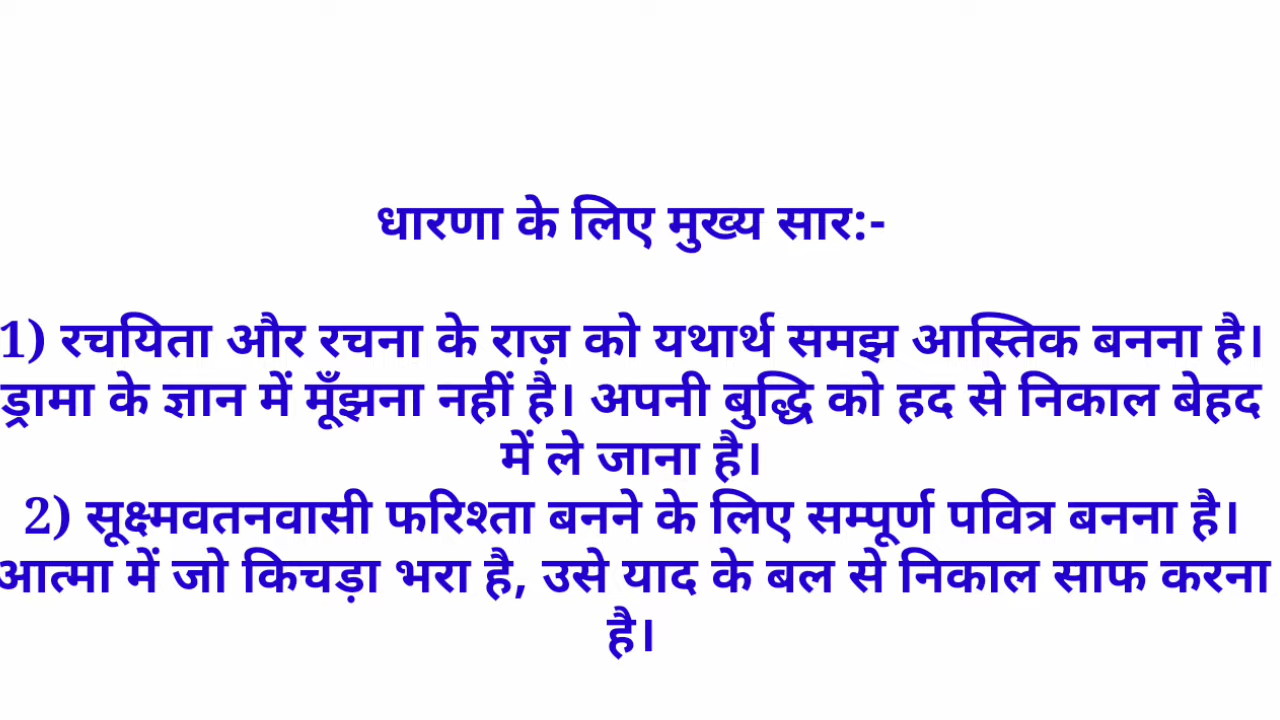 धारणा के लिए मुख्य सार:-
1) रचयिता और रचना के राज़ को यथार्थ समझ आस्तिक बनना है।
ड्रामा के ज्ञान में मूँझना नहीं है। अपनी बुद्धि को हद से निकाल बेहद
में ले जाना है।
2) सूक्ष्मवतनवासी फरिश्ता बनने के लिए सम्पूर्ण पवित्र बनना है।
आत्मा में जो किचड़ा भरा है, उसे याद के बल से निकाल साफ करना
है।